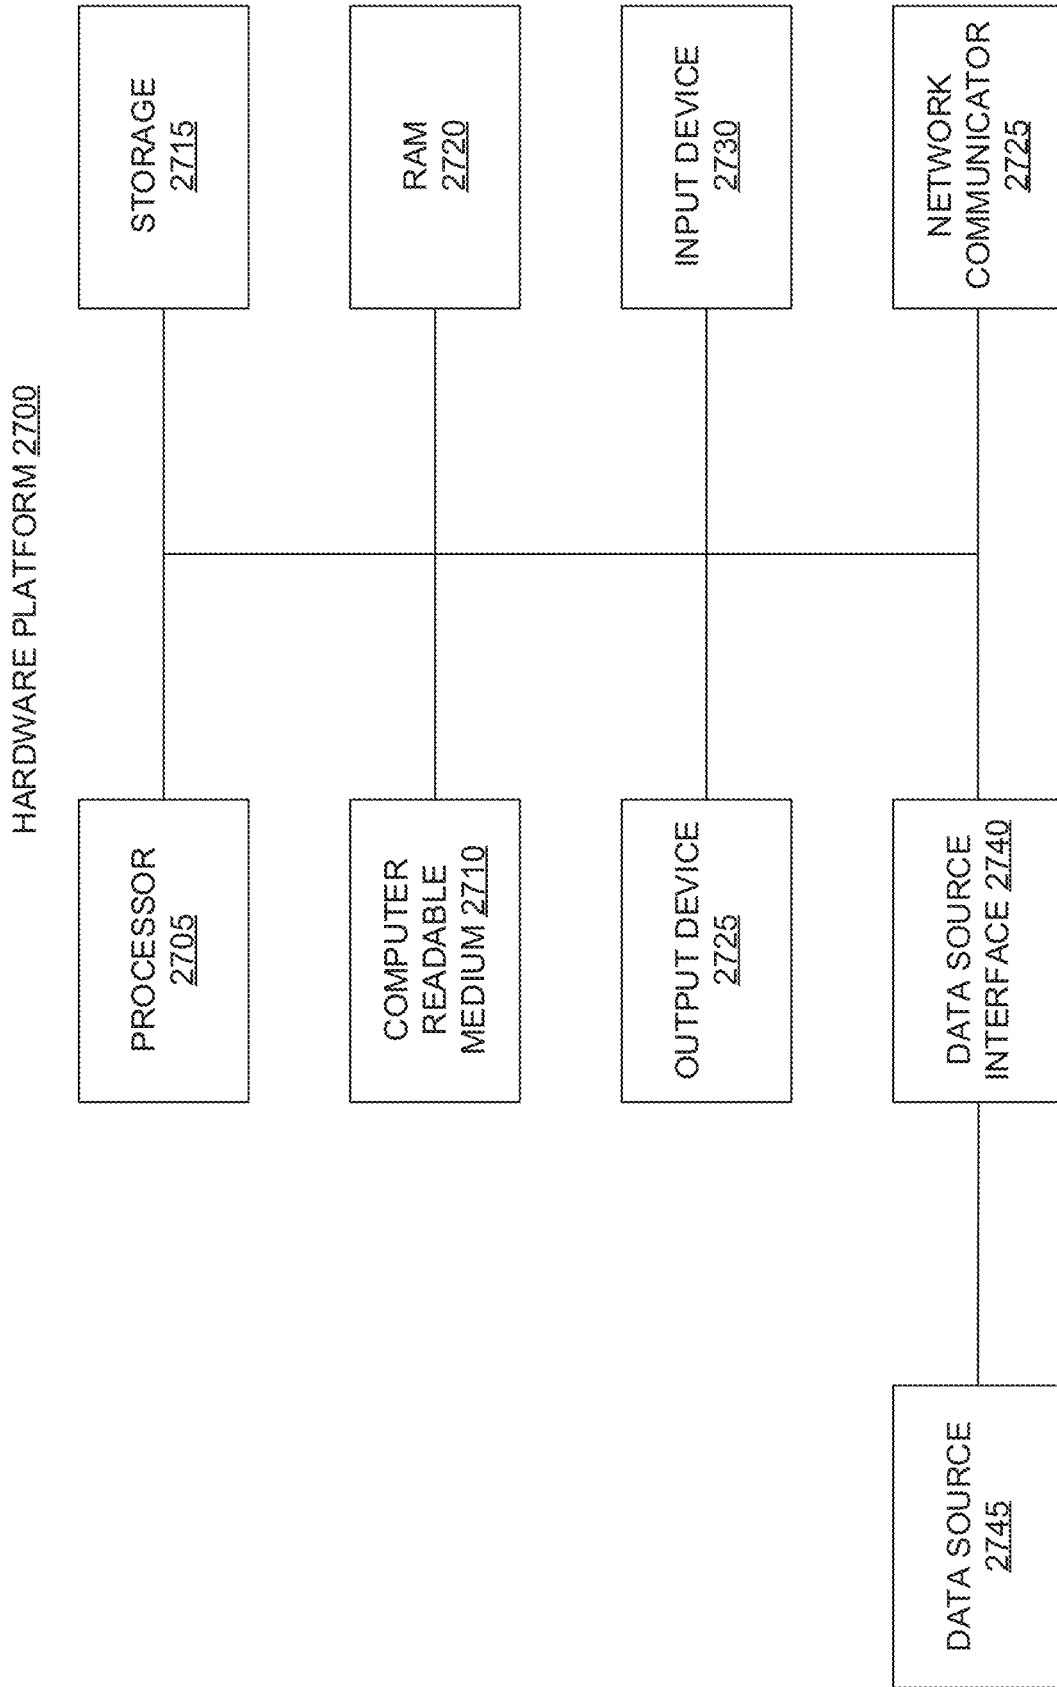 HARDWARE PLATFORM 2700
PROCESSOR
2705
STORAGE
2715
COMPUTER
READABLE
MEDIUM 2710
RAM
2720
OUTPUT DEVICE
2725
INPUT DEVICE
2730
DATA SOURCE
2745
DATA SOURCE
INTERFACE 2740
NETWORK
COMMUNICATOR
2725